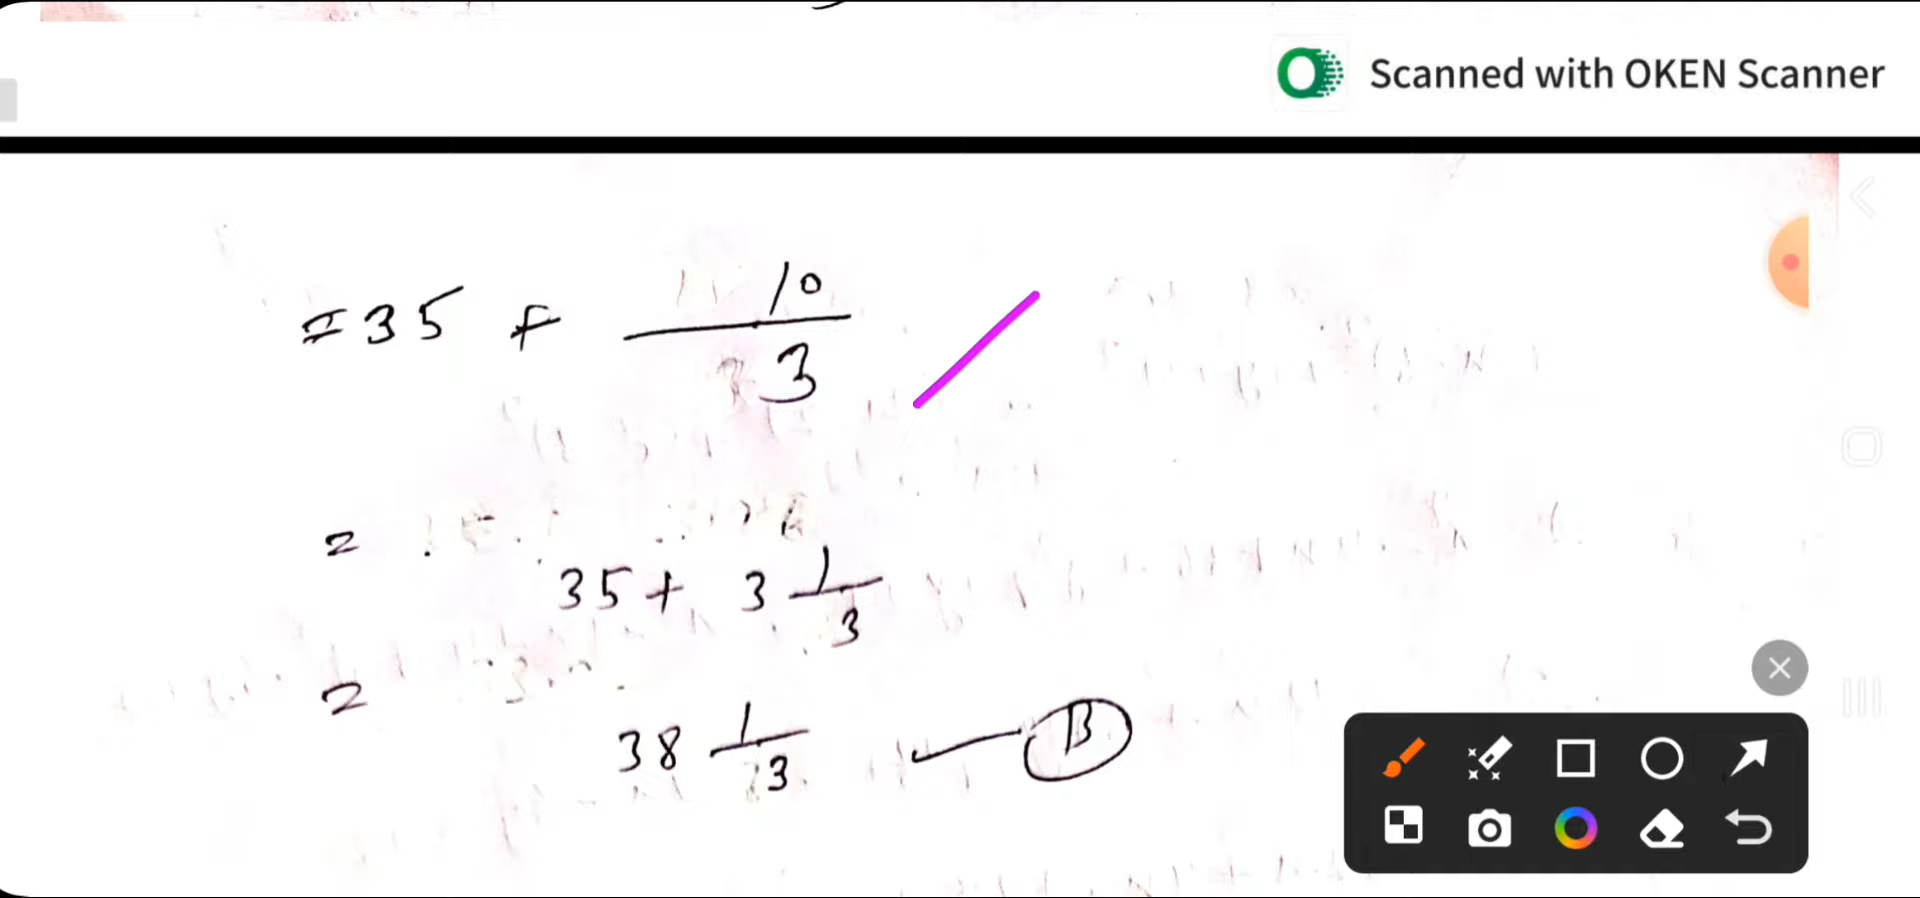 Scanned with OKEN Scanner
= 35 + 10/3
=
35 + 3 1/3
=
38 1/3 — B